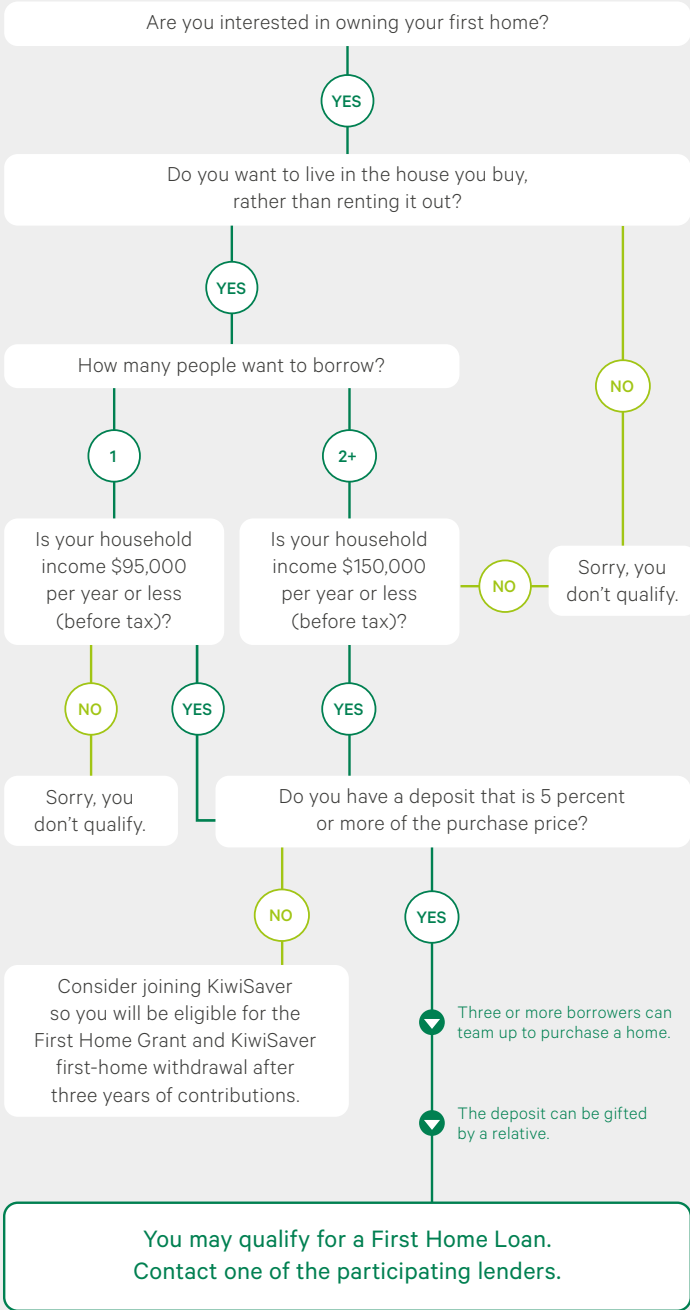 Are you interested in owning your first home?
YES
Do you want to live in the house you buy,
rather than renting it out?
YES
NO
How many people want to borrow?
1
2+
Is your household
income $95,000
per year or less
(before tax)?
Is your household
income $150,000
per year or less
(before tax)?
NO
Sorry, you
don’t qualify.
NO
YES
YES
Sorry, you
don’t qualify.
Do you have a deposit that is 5 percent
or more of the purchase price?
NO
YES
Consider joining KiwiSaver
so you will be eligible for the
First Home Grant and KiwiSaver
first-home withdrawal after
three years of contributions.
Three or more borrowers can
team up to purchase a home.
The deposit can be gifted
by a relative.
You may qualify for a First Home Loan.
Contact one of the participating lenders.